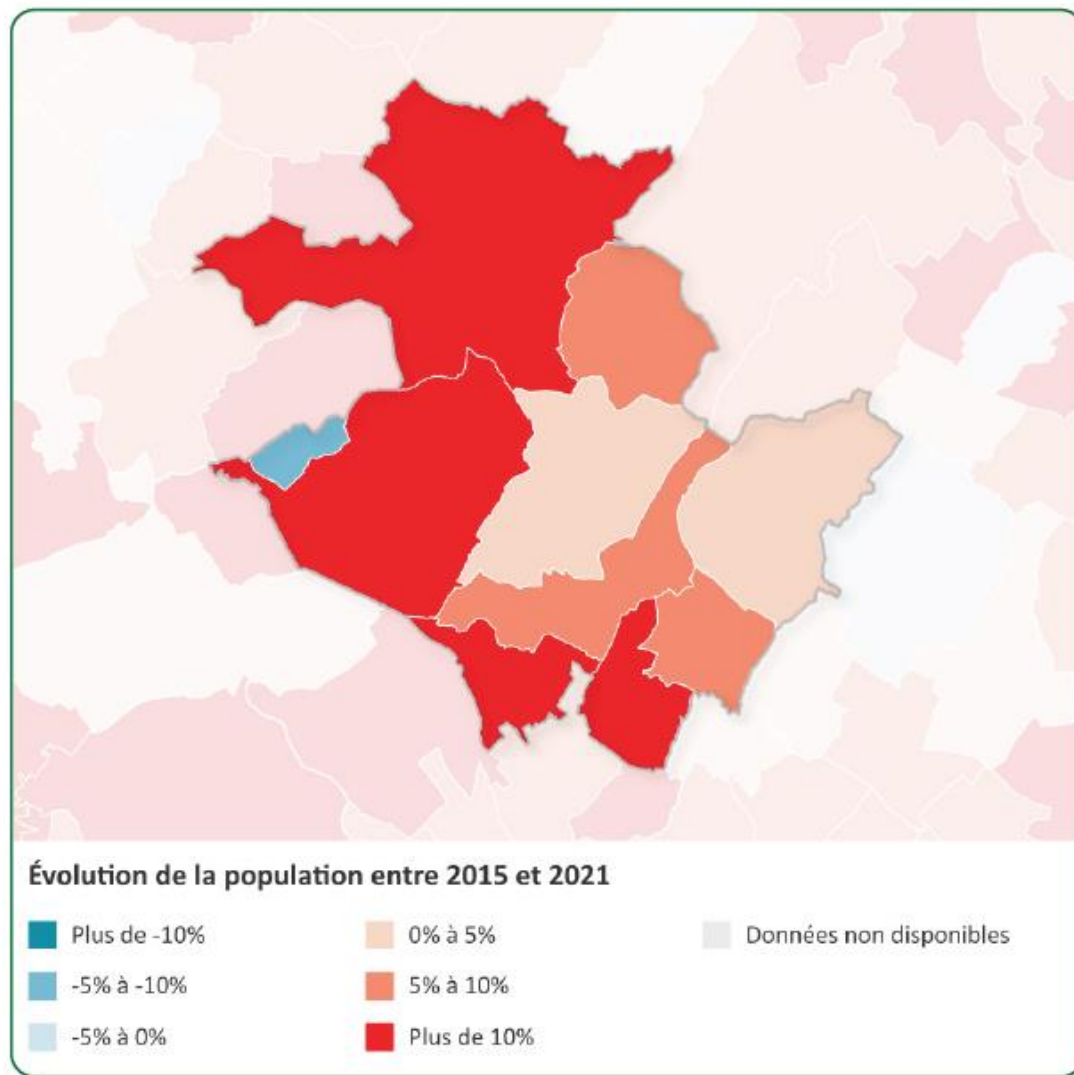 Évolution de la population entre 2015 et 2021
Plus de -10%
-5% à -10%
-5% à 0%
0% à 5%
5% à 10%
Plus de 10%
Données non disponibles